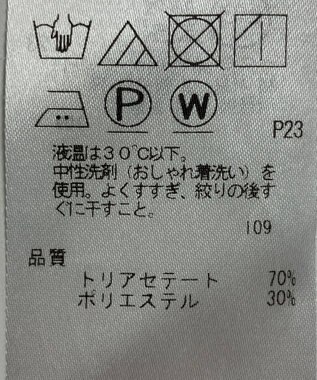 P W
P23
液温は30℃以下。
中性洗剤（おしゃれ着洗い）を
使用。よくすすぎ、絞りの後す
ぐに干すこと。
109
品質
トリアセテート 70%
ポリエステル 30%